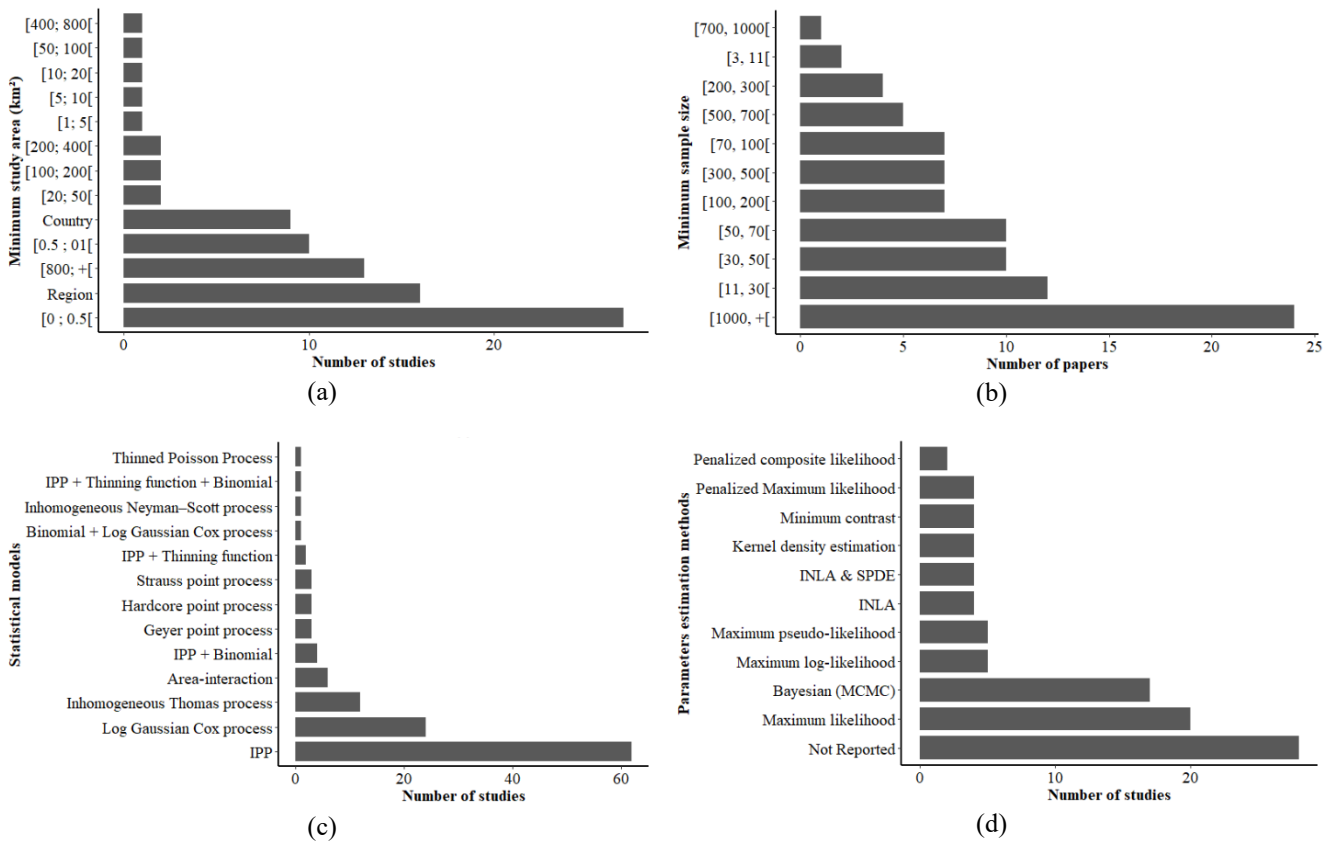 Minimum study area (km²)
[400; 800[
[50; 100[
[10; 20[
[5; 10[
[1; 5[
[200; 400[
[100; 200[
[20; 50[
Country
[0.5 ; 01[
[800; +[
Region
[0 ; 0.5[
0
10
20
Number of studies
(a)
Minimum sample size
[700, 1000[
[3, 11[
[200, 300[
[500, 700[
[70, 100[
[300, 500[
[100, 200[
[50, 70[
[30, 50[
[11, 30[
[1000, +[
0
5
10
15
20
25
Number of papers
(b)
Statistical models
Thinned Poisson Process
IPP + Thinning function + Binomial
Inhomogeneous Neyman–Scott process
Binomial + Log Gaussian Cox process
IPP + Thinning function
Strauss point process
Hardcore point process
Geyer point process
IPP + Binomial
Area-interaction
Inhomogeneous Thomas process
Log Gaussian Cox process
IPP
0
20
40
60
Number of studies
(c)
Parameters estimation methods
Penalized composite likelihood
Penalized Maximum likelihood
Minimum contrast
Kernel density estimation
INLA & SPDE
INLA
Maximum pseudo-likelihood
Maximum log-likelihood
Bayesian (MCMC)
Maximum likelihood
Not Reported
0
10
20
Number of studies
(d)